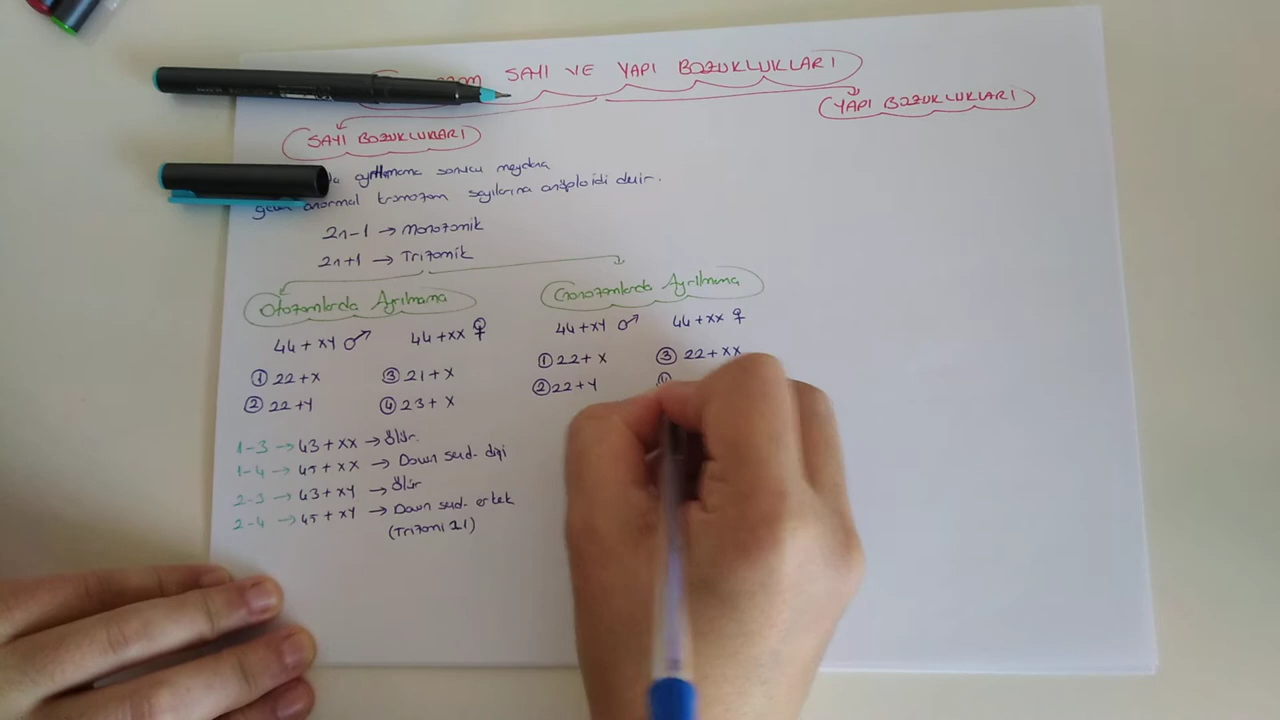 SAYI VE YAPI BOZUKLUKLARI
SAYI BOZUKLUKLARI
YAPI BOZUKLUKLARI
ayrılmama sonucu meydana
gelen anormal kromozom sayılarına anöploidi denir.
2n-1 → Monozomik
2n+1 → Trizomik
Otozomlarda Ayrılmama
44+XY ♂ 44+XX ♀
① 22+X ③ 21+X
② 22+Y ④ 23+X
1-3 → 43+XX → Ölür.
1-4 → 45+XX → Down send. dişi
2-3 → 43+XY → Ölür
2-4 → 45+XY → Down send. erkek
(Trizomi 21)
Gonozomlarda Ayrılmama
44+XY ♂ 44+XX ♀
① 22+X ③ 22+XX
② 22+Y ④